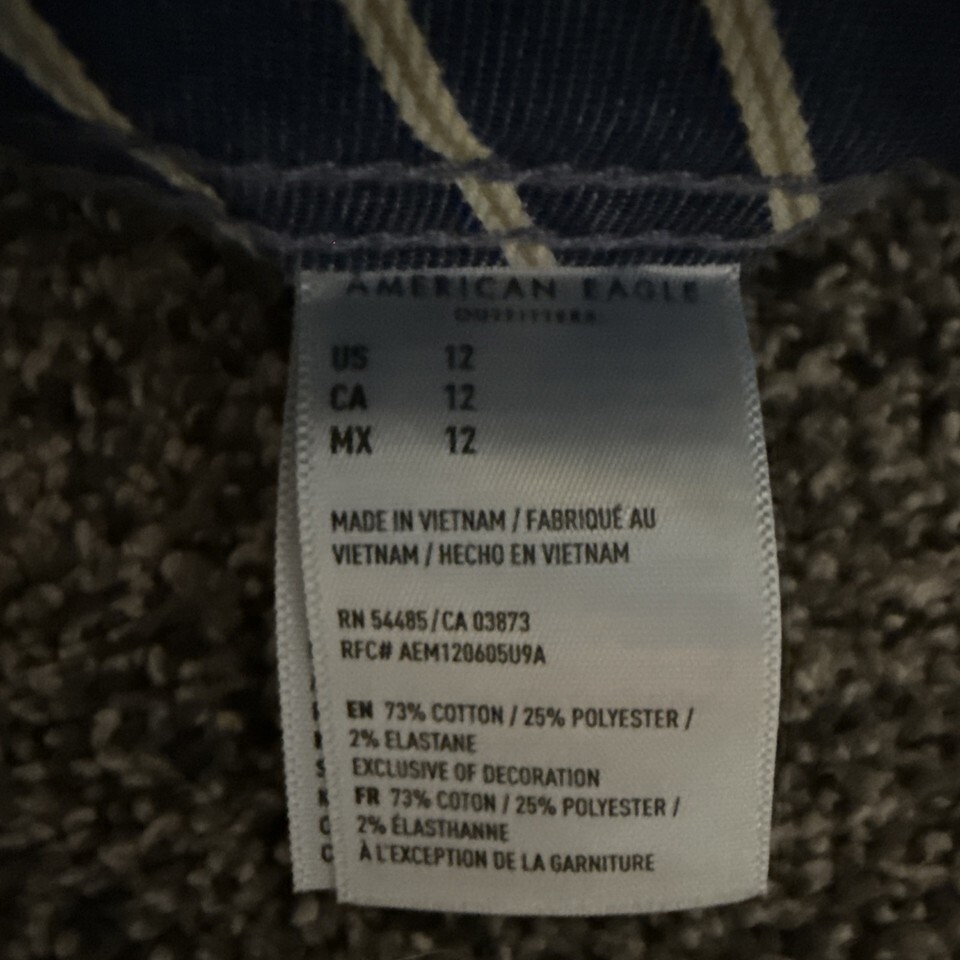 AMERICAN EAGLE
OUTFITTERS
US 12
CA 12
MX 12
MADE IN VIETNAM / FABRIQUÉ AU
VIETNAM / HECHO EN VIETNAM
RN 54485 / CA 03873
RFC# AEM120605U9A
EN 73% COTTON / 25% POLYESTER /
2% ELASTANE
EXCLUSIVE OF DECORATION
FR 73% COTON / 25% POLYESTER /
2% ÉLASTHANNE
À L'EXCEPTION DE LA GARNITURE